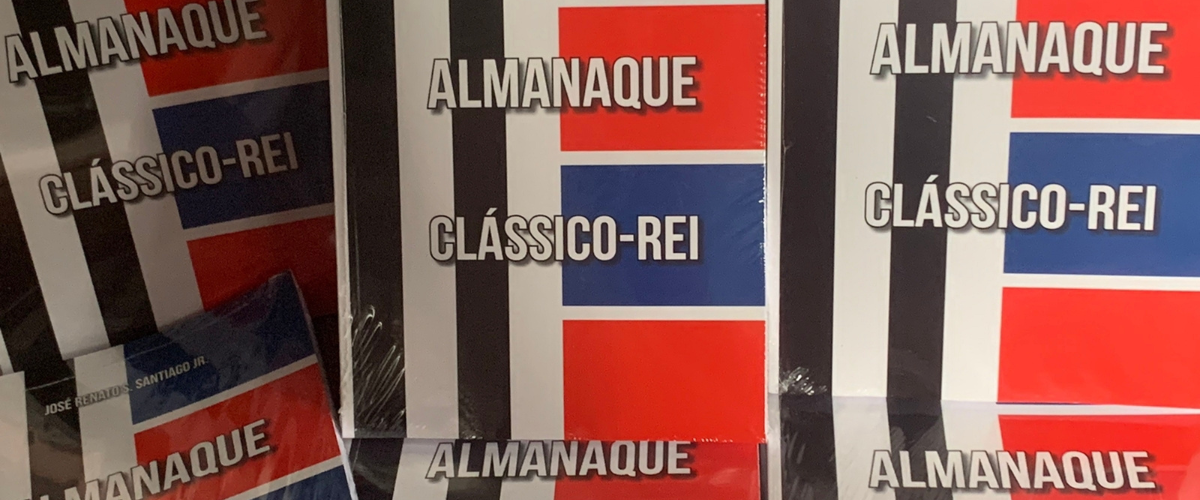 ALMANAQUE
CLÁSSICO-REI
JOSÉ RENATO S. SANTIAGO JR.
ALMANAQUE
ALMANAQUE
CLÁSSICO-REI
ALMANAQUE
ALMANAQUE
CLÁSSICO-REI
ALMANAQUE